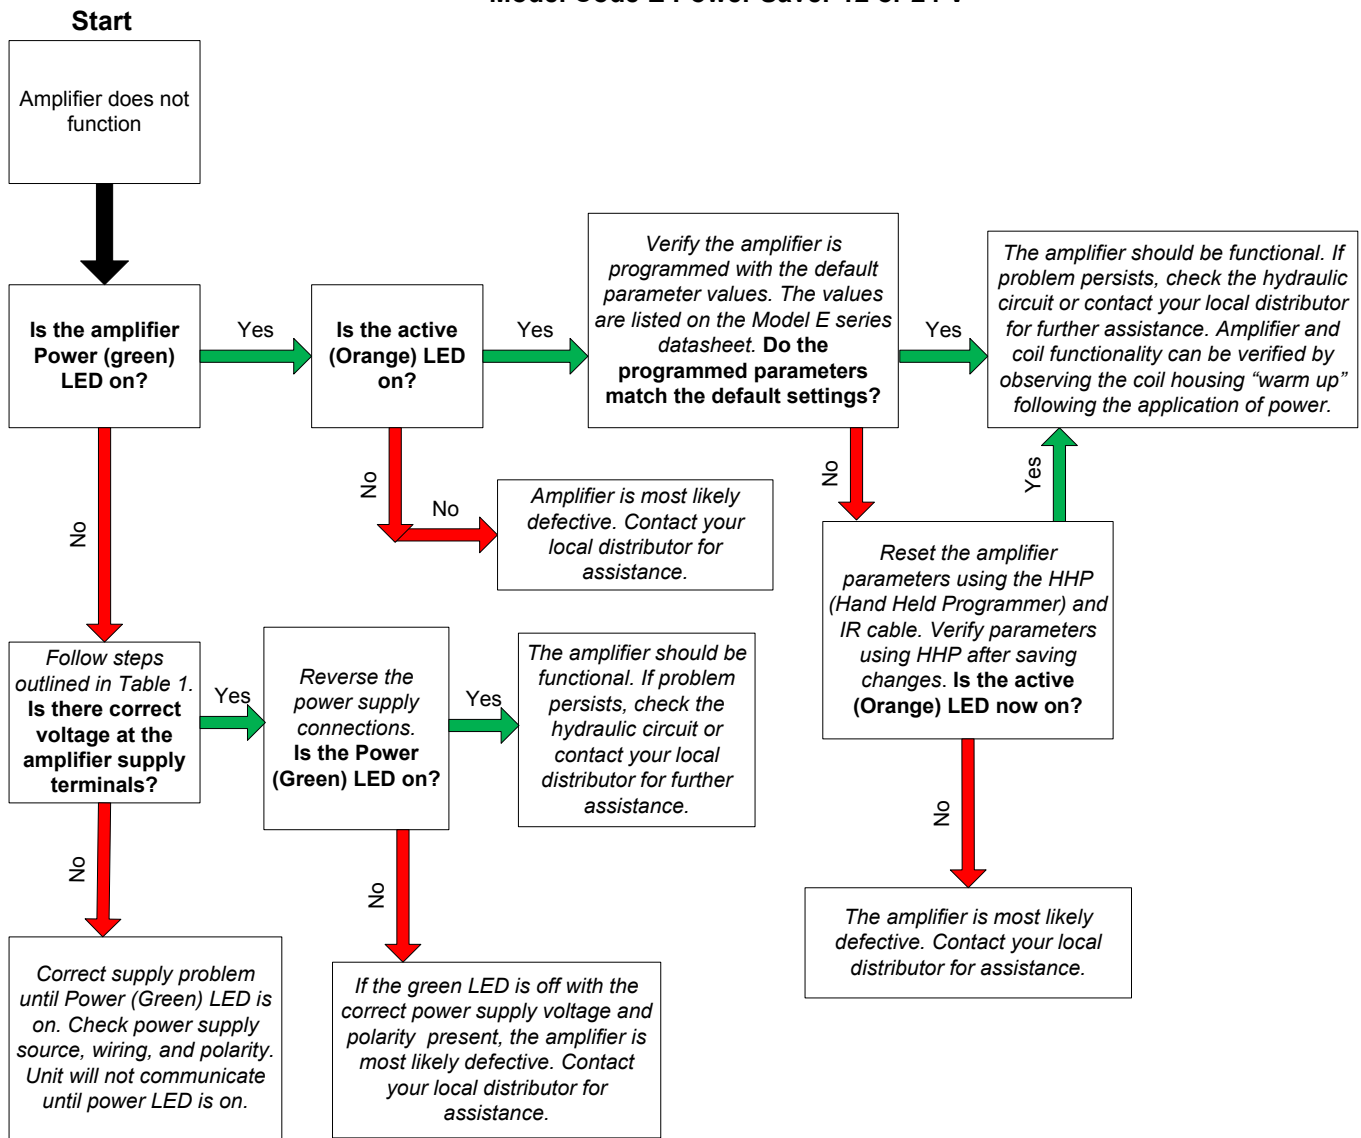 Model Code E Power Saver 12 or 24 V
Start
Amplifier does not
function
Is the amplifier
Power (green)
LED on?
Yes
Is the active
(Orange) LED
on?
Yes
Verify the amplifier is
programmed with the default
parameter values. The values
are listed on the Model E series
datasheet. Do the
programmed parameters
match the default settings?
Yes
The amplifier should be functional. If
problem persists, check the hydraulic
circuit or contact your local distributor
for further assistance. Amplifier and
coil functionality can be verified by
observing the coil housing “warm up”
following the application of power.
No
No
No
Amplifier is most likely
defective. Contact your
local distributor for
assistance.
No
Yes
Reset the amplifier
parameters using the HHP
(Hand Held Programmer) and
IR cable. Verify parameters
using HHP after saving
changes. Is the active
(Orange) LED now on?
Follow steps
outlined in Table 1.
Is there correct
voltage at the
amplifier supply
terminals?
Yes
Reverse the
power supply
connections.
Is the Power
(Green) LED on?
Yes
The amplifier should be
functional. If problem
persists, check the
hydraulic circuit or
contact your local
distributor for further
assistance.
No
No
No
The amplifier is most likely
defective. Contact your local
distributor for assistance.
Correct supply problem
until Power (Green) LED is
on. Check power supply
source, wiring, and polarity.
Unit will not communicate
until power LED is on.
If the green LED is off with the
correct power supply voltage and
polarity present, the amplifier is
most likely defective. Contact
your local distributor for
assistance.